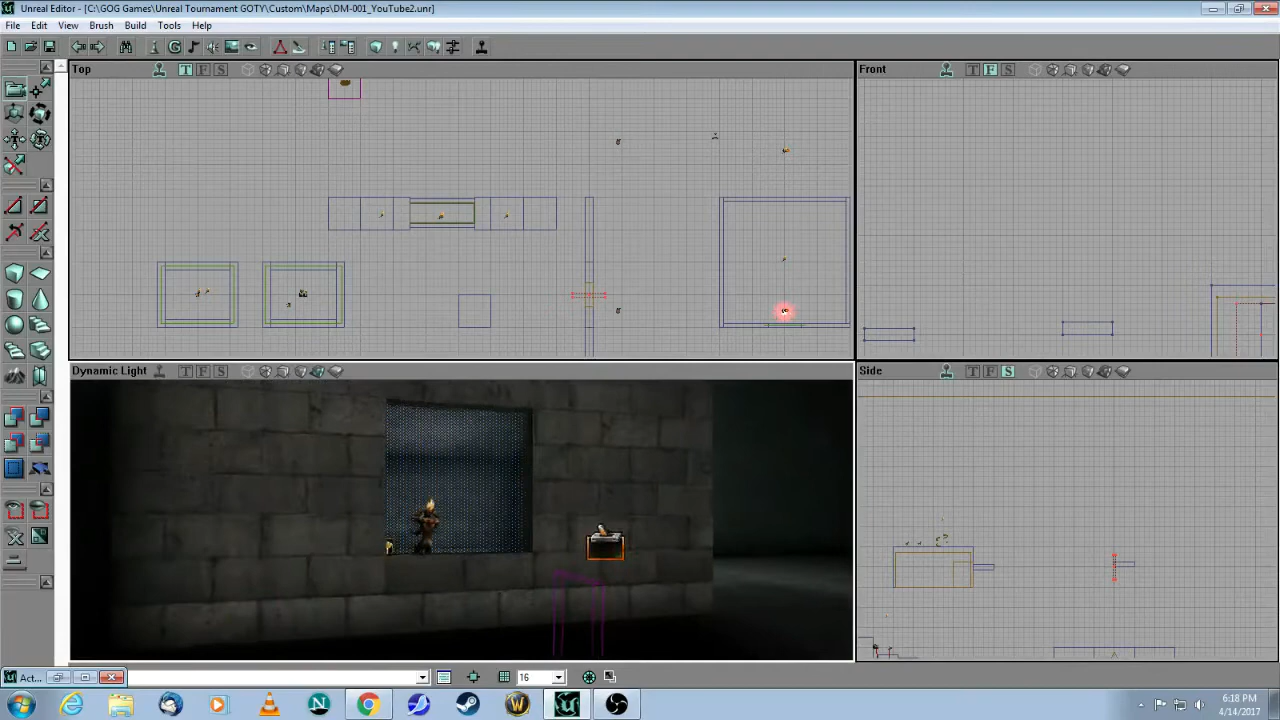 Unreal Editor - [C:\GOG Games\Unreal Tournament GOTY\Custom\Maps\DM-001_YouTube2.unr]
File Edit View Brush Build Tools Help
Top T F S
Front T F S
Dynamic Light T F S
Side T F S
Act...
16
6:18 PM
4/14/2017